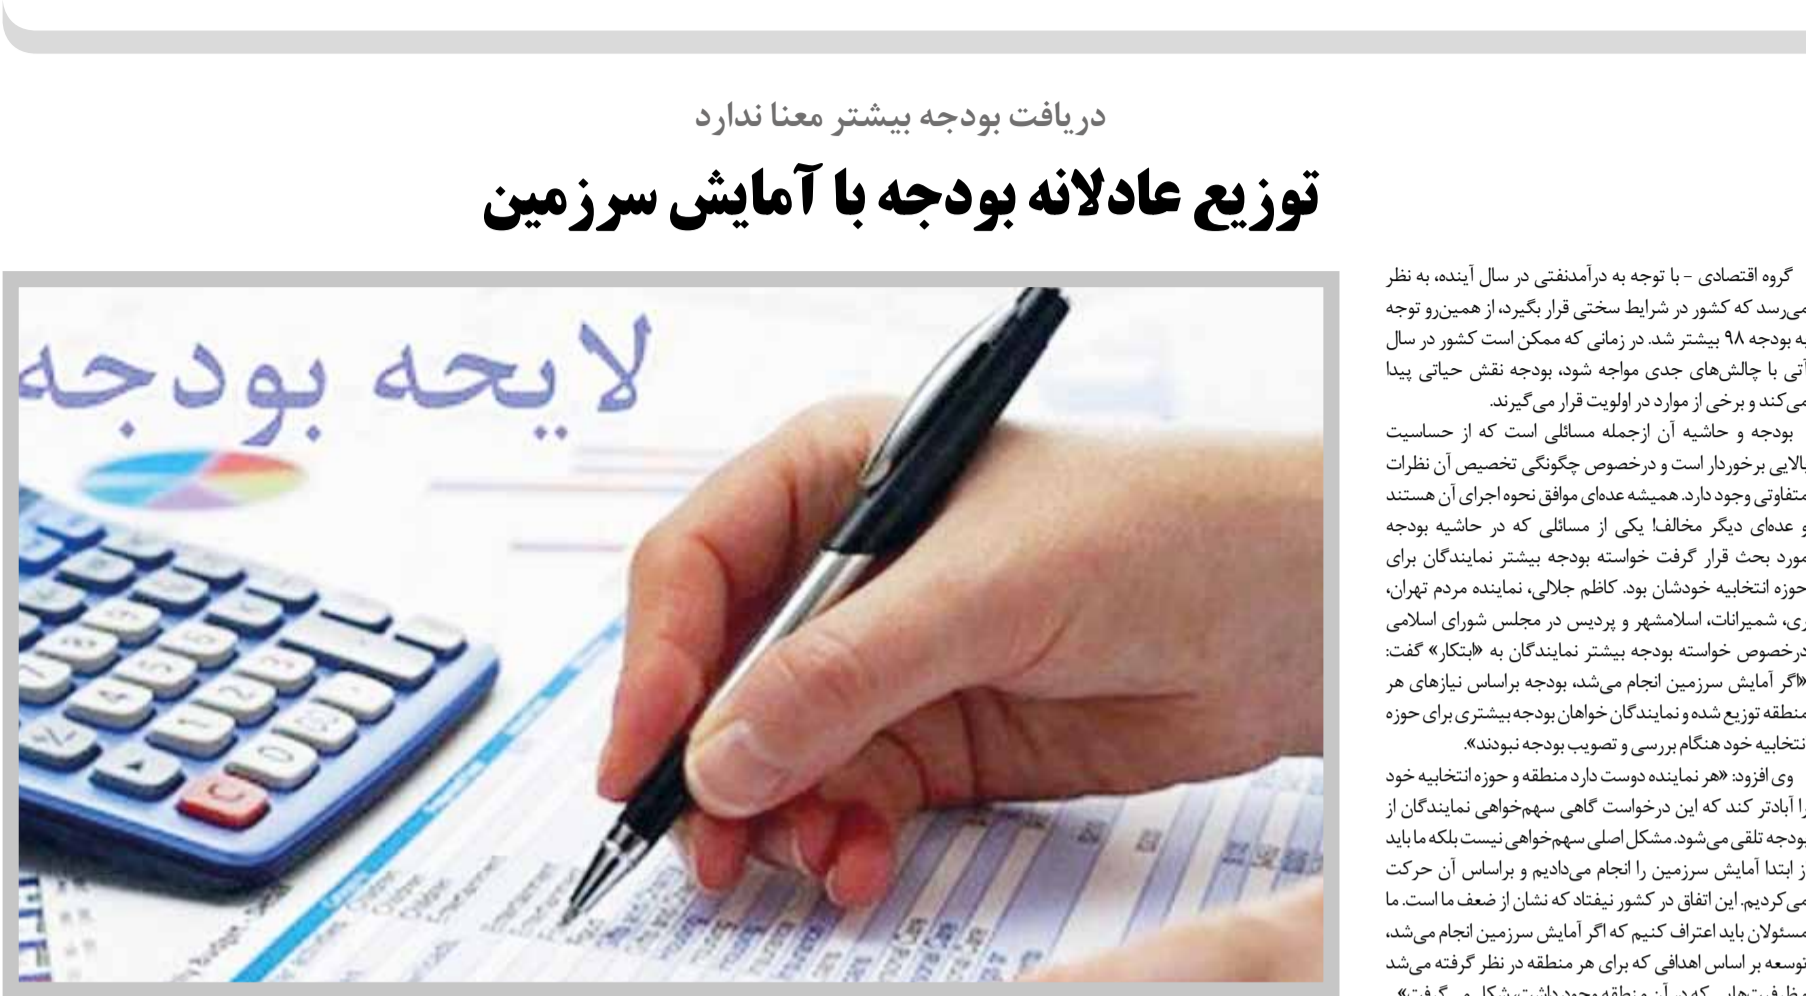 دریافت بودجه بیشتر معنا ندارد
توزیع عادلانه بودجه با آمایش سرزمین
گروه اقتصادی - با توجه به درآمدنفتی در سال آینده، به نظر
می‌رسد که کشور در شرایط سختی قرار بگیرد، از همین‌رو توجه
به بودجه ۹۸ بیشتر شد. در زمانی که ممکن است کشور در سال
آتی با چالش‌های جدی مواجه شود، بودجه نقش حیاتی پیدا
می‌کند و برخی از موارد در اولویت قرار می‌گیرند.
بودجه و حاشیه آن ازجمله مسائلی است که از حساسیت
بالایی برخوردار است و درخصوص چگونگی تخصیص آن نظرات
متفاوتی وجود دارد. همیشه عده‌ای موافق نحوه اجرای آن هستند
و عده‌ای دیگر مخالف! یکی از مسائلی که در حاشیه بودجه
مورد بحث قرار گرفت خواسته بودجه بیشتر نمایندگان برای
حوزه انتخابیه خودشان بود. کاظم جلالی، نماینده مردم تهران،
ری، شمیرانات، اسلامشهر و پردیس در مجلس شورای اسلامی
درخصوص خواسته بودجه بیشتر نمایندگان به «ابتکار» گفت:
«اگر آمایش سرزمین انجام می‌شد، بودجه براساس نیازهای هر
منطقه توزیع شده و نمایندگان خواهان بودجه بیشتری برای حوزه
انتخابیه خود هنگام بررسی و تصویب بودجه نبودند».
وی افزود: «هر نماینده دوست دارد منطقه و حوزه انتخابیه خود
را آبادتر کند که این درخواست گاهی سهم‌خواهی نمایندگان از
بودجه تلقی می‌شود. مشکل اصلی سهم‌خواهی نیست بلکه ما باید
از ابتدا آمایش سرزمین را انجام می‌دادیم و براساس آن حرکت
می‌کردیم. این اتفاق در کشور نیفتاد که نشان از ضعف ما است. ما
مسئولان باید اعتراف کنیم که اگر آمایش سرزمین انجام می‌شد،
توسعه بر اساس اهدافی که برای هر منطقه در نظر گرفته می‌شد
لایحه بودجه